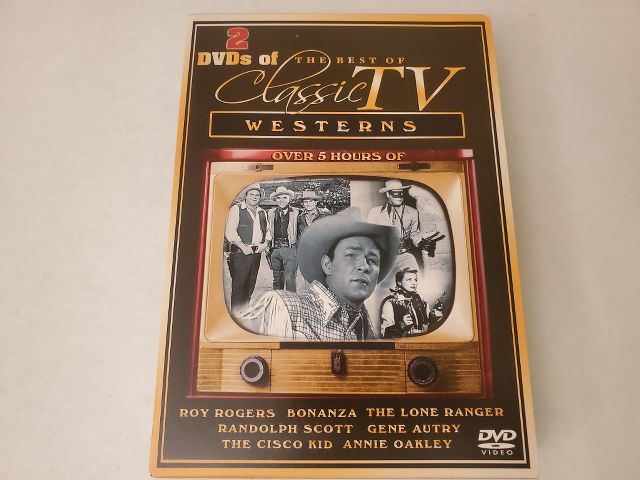 2
DVDs of THE BEST OF
Classic TV
WESTERNS
OVER 5 HOURS OF
ROY ROGERS BONANZA THE LONE RANGER
RANDOLPH SCOTT GENE AUTRY
THE CISCO KID ANNIE OAKLEY
DVD
VIDEO